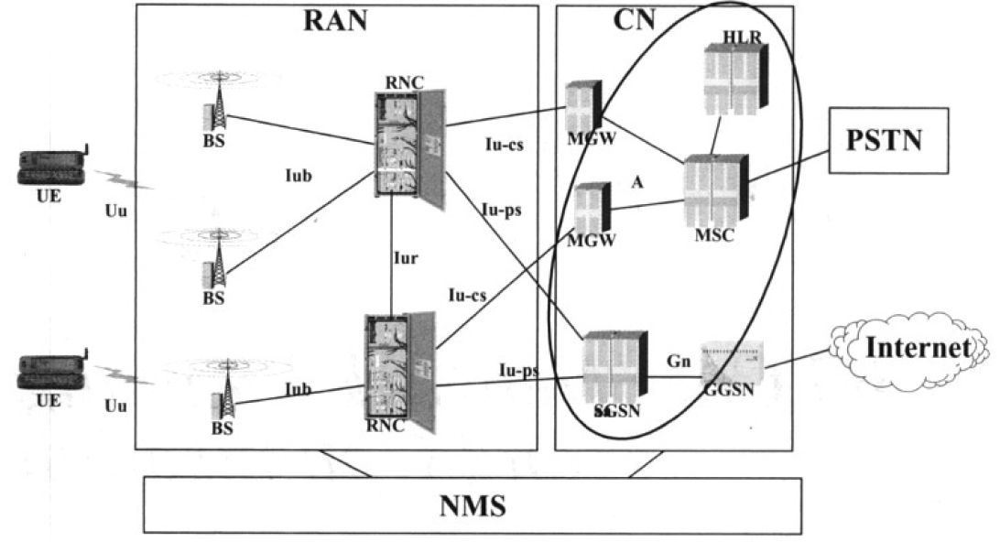 RAN
CN
HLR
RNC
BS
MGW
Iu-cs
PSTN
UE
Uu
Iub
A
MSC
Iu-ps
MGW
BS
Iur
Iu-cs
Internet
UE
Uu
BS
Iub
RNC
Iu-ps
SGSN
Gn
GGSN
NMS